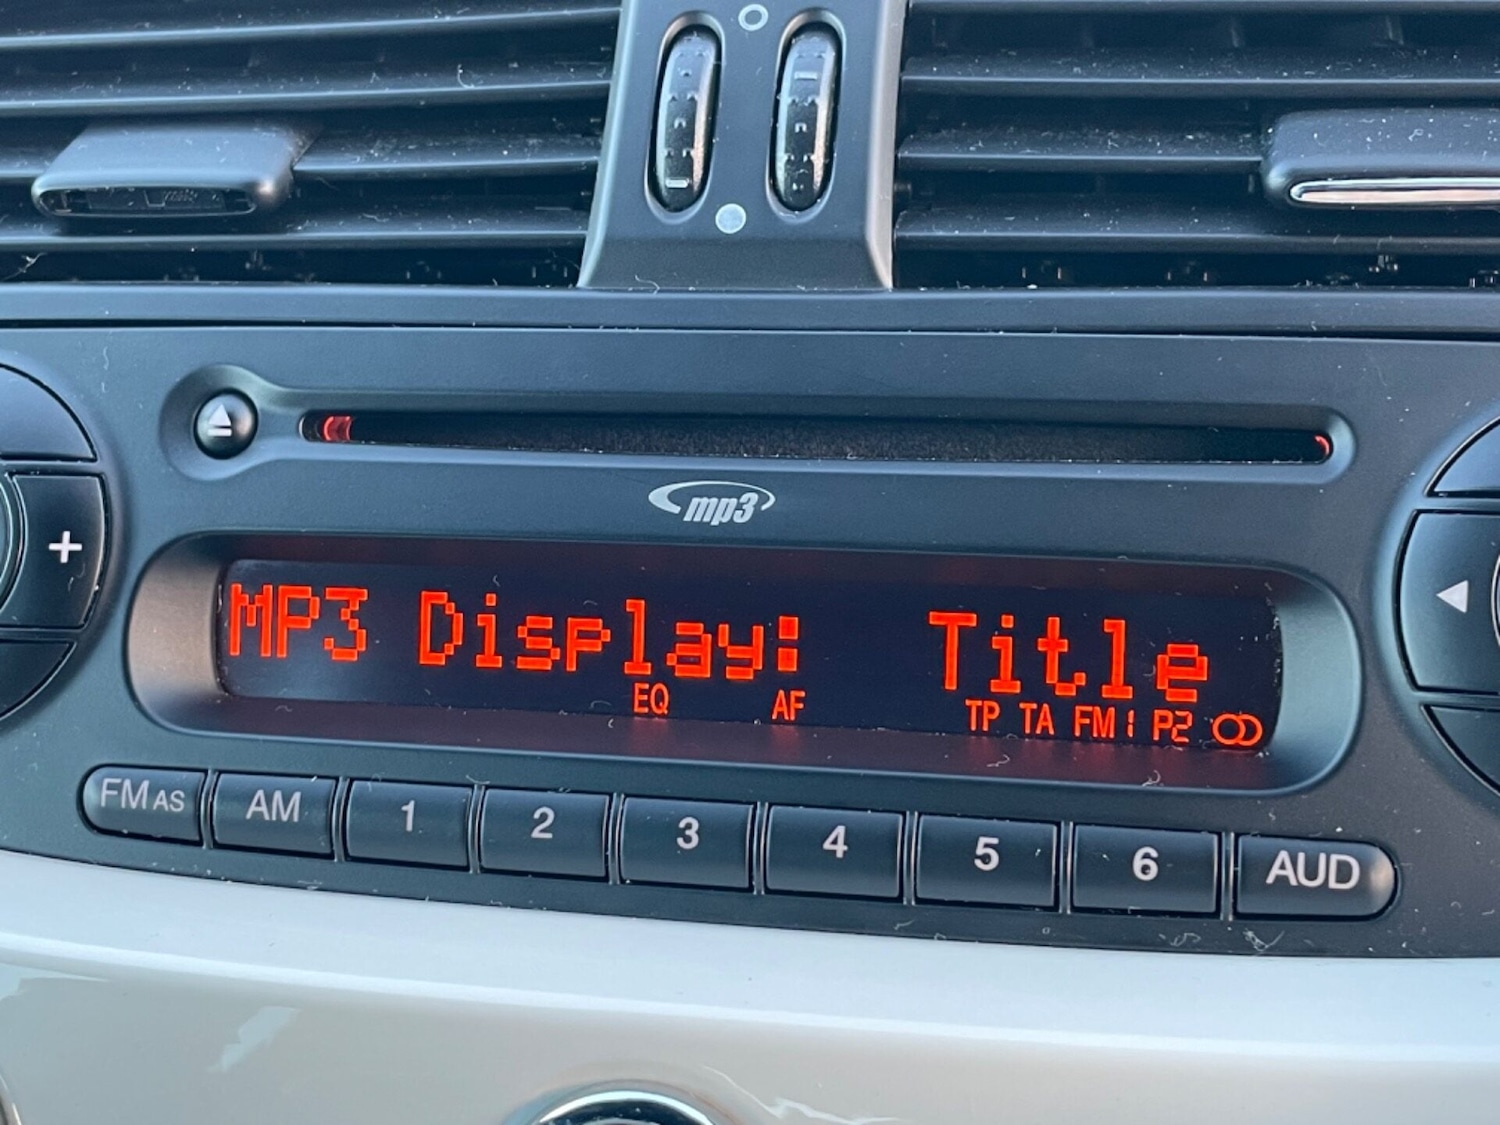 mp3
MP3 Display: Title
EQ AF TP TA FM1 P2
FM AS AM 1 2 3 4 5 6 AUD
+